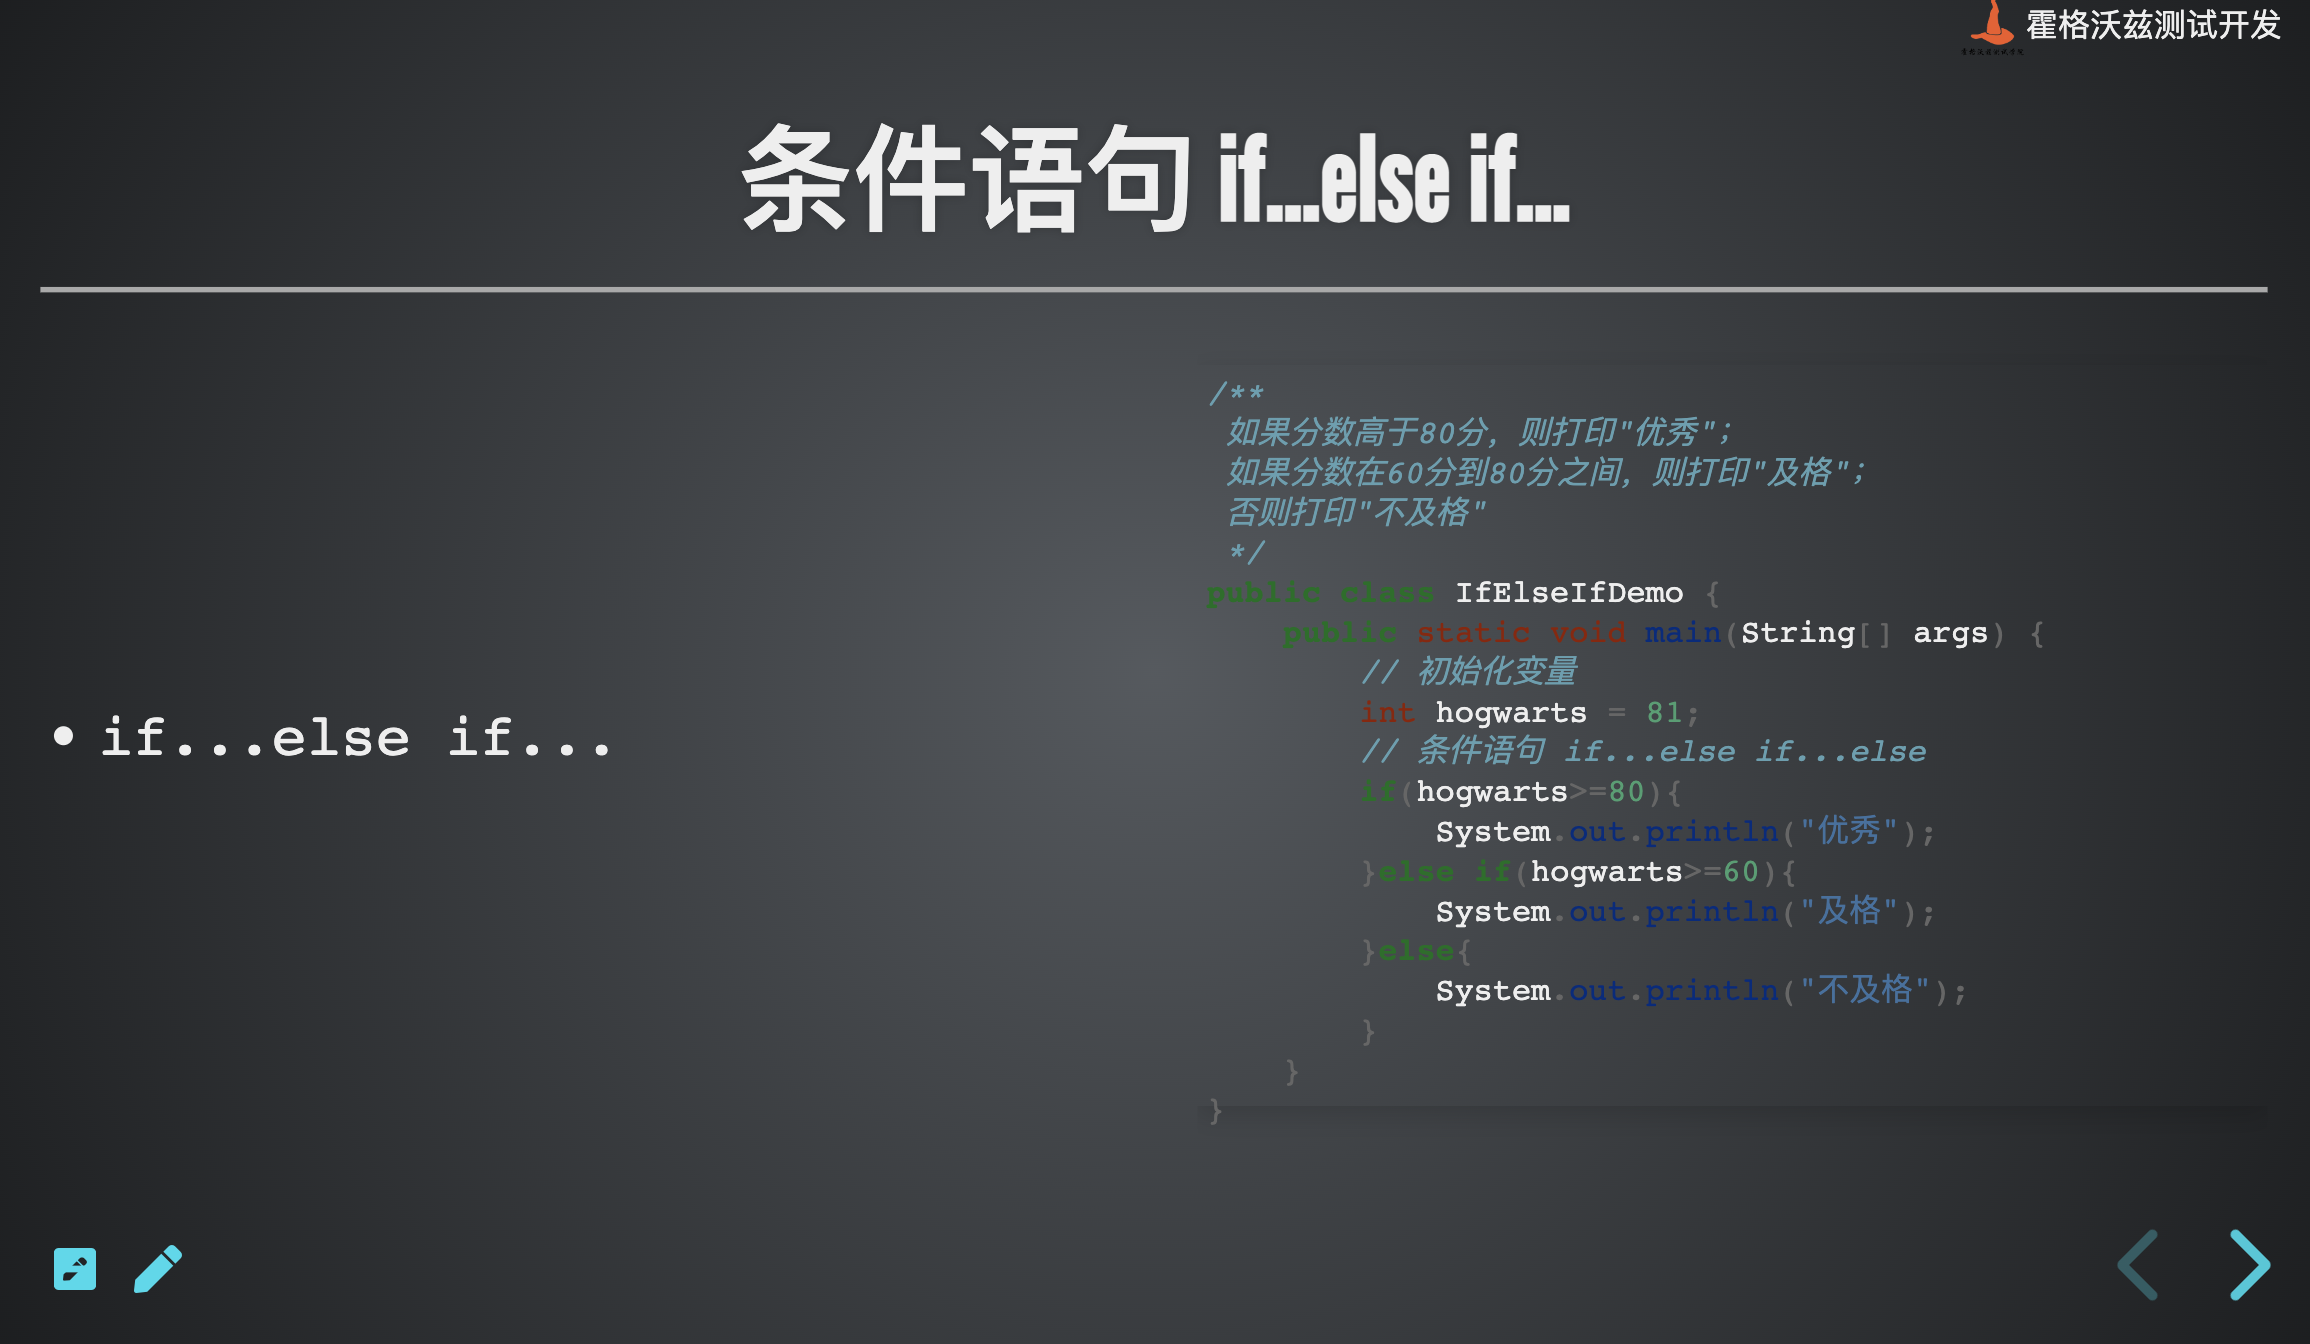 霍格沃兹测试开发
条件语句 if....else if....
• if...else if...
/**
 如果分数高于80分，则打印"优秀"；
 如果分数在60分到80分之间，则打印"及格"；
 否则打印"不及格"
 */
public class IfElseIfDemo {
    public static void main(String[] args) {
        // 初始化变量
        int hogwarts = 81;
        // 条件语句 if...else if...else
        if(hogwarts>=80){
            System.out.println("优秀");
        }else if(hogwarts>=60){
            System.out.println("及格");
        }else{
            System.out.println("不及格");
        }
    }
}